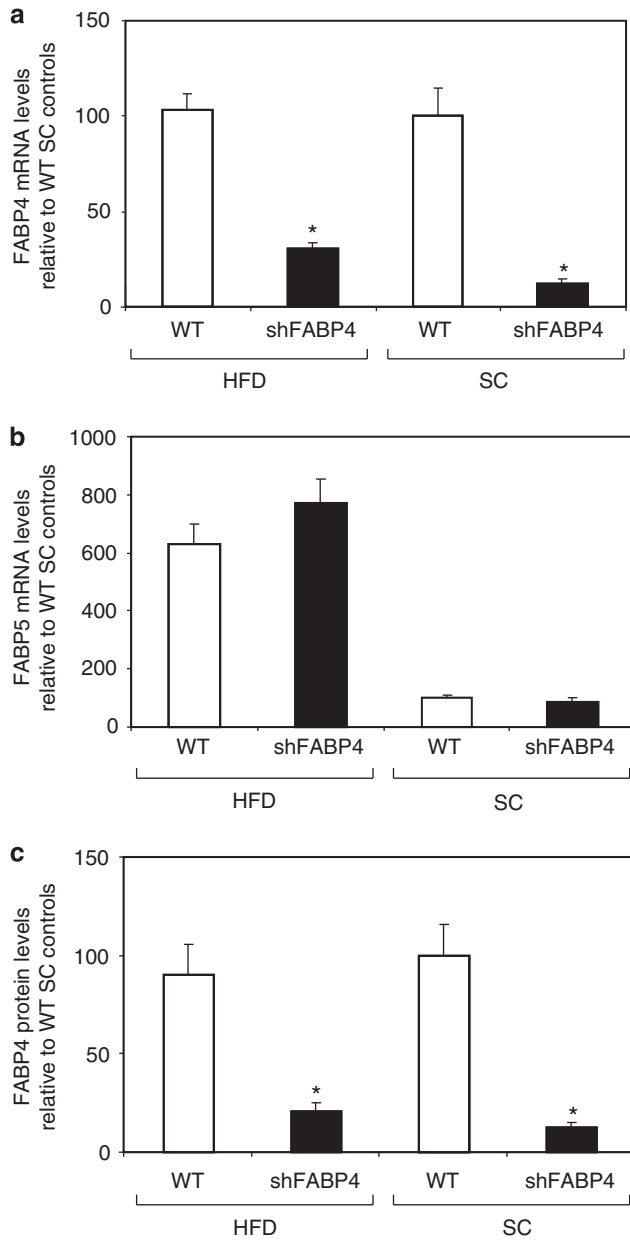 a
FABP4 mRNA levels
relative to WT SC controls
150
100
50
0
*
*
WT
shFABP4
WT
shFABP4
HFD
SC
b
FABP5 mRNA levels
relative to WT SC controls
1000
800
600
400
200
0
WT
shFABP4
WT
shFABP4
HFD
SC
c
FABP4 protein levels
relative to WT SC controls
150
100
50
0
*
*
WT
shFABP4
WT
shFABP4
HFD
SC